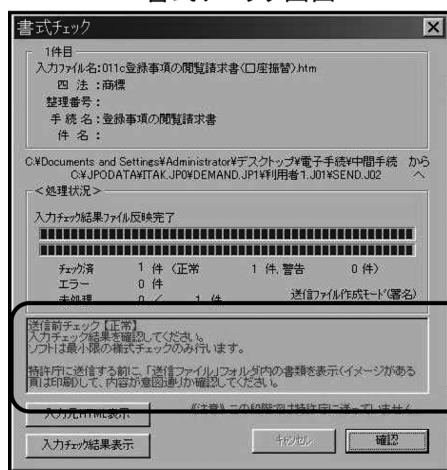 書式チェック
1件目
入力ファイル名:011c登録事項の閲覧請求書(口座振替).htm
四 法 :商標
整理番号 :
手 続 名 :登録事項の閲覧請求書
件 名 :
C:¥Documents and Settings¥Administrator¥デスクトップ¥電子手続¥中間手続 から
C:¥JPODATA¥ITAK.JP0¥DEMAND.JP1¥利用者1.J01¥SEND.J02 へ
<処理状況>
入力チェック結果ファイル反映完了
チェック済 1 件 (正常 1 件、警告 0 件)
エラー 0 件
未処理 0 / 1 件 送信ファイル作成モード(署名)
送信前チェック【正常】
入力チェック結果を確認してください。
ソフトは最小限の様式チェックのみ行います。
特許庁に送信する前に、「送信ファイル」フォルダ内の書類を表示(イメージがある
頁は印刷)して、内容が意図通りか確認してください。
入力元HTML表示 《注意》この段階では特許庁に送っていません
入力チェック結果表示 キャンセル 確認